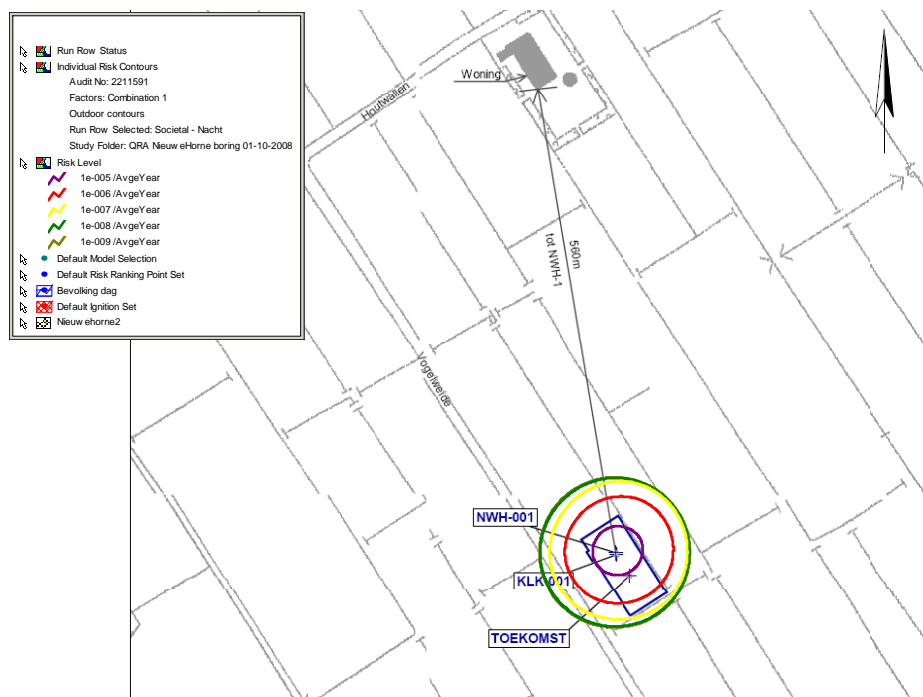 Run Row Status
Individual Risk Contours
Audit No: 2211591
Factors: Combination 1
Outdoor contours
Run Row Selected: Societal - Nacht
Study Folder: QRA Nieuw eHorne boring 01-10-2008
Risk Level
1e-005 /AvgeYear
1e-006 /AvgeYear
1e-007 /AvgeYear
1e-008 /AvgeYear
1e-009 /AvgeYear
Default Model Selection
Default Risk Ranking Point Set
Bevolking dag
Default Ignition Set
Nieuw ehorne2
Woning
Houtwallen
560m
tot NWH-1
Vogelweide
NWH-001
KLK-001
TOEKOMST